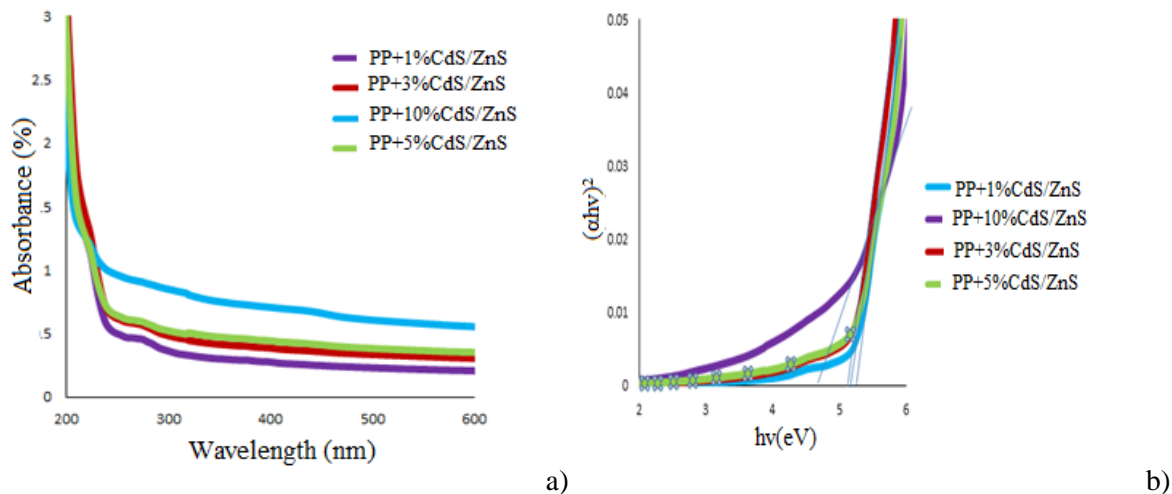 3
2.5
2
.5
1
.5
0
200
300
400
500
600
Absorbance (%)
Wavelength (nm)
PP+1%CdS/ZnS
PP+3%CdS/ZnS
PP+10%CdS/ZnS
PP+5%CdS/ZnS
a)
0.05
0.04
0.03
0.02
0.01
0
2
3
4
5
6
(αhν)²
hν(eV)
PP+1%CdS/ZnS
PP+10%CdS/ZnS
PP+3%CdS/ZnS
PP+5%CdS/ZnS
b)